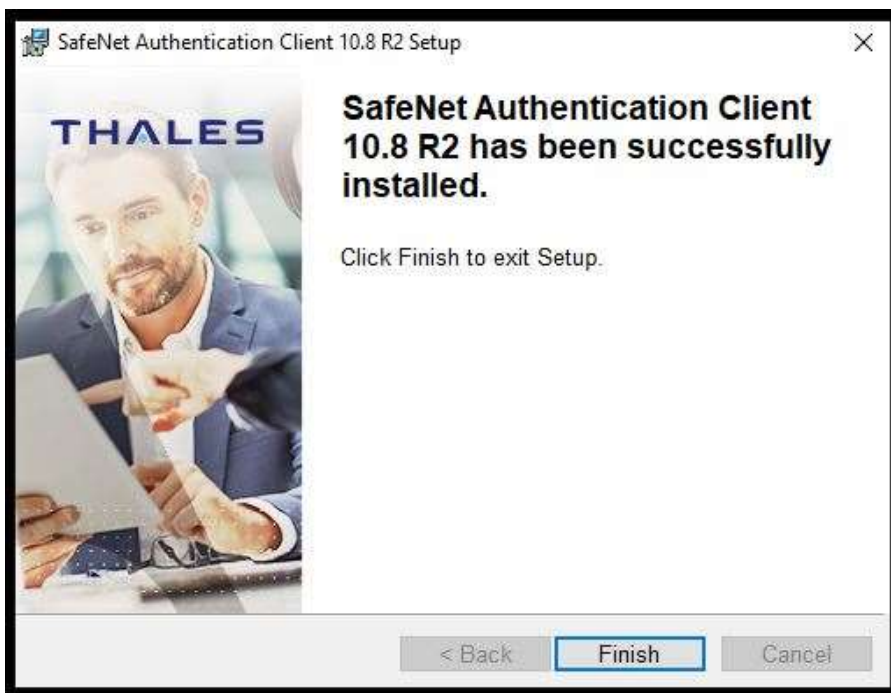 SafeNet Authentication Client 10.8 R2 Setup
THALES
SafeNet Authentication Client
10.8 R2 has been successfully
installed.
Click Finish to exit Setup.
< Back
Finish
Cancel